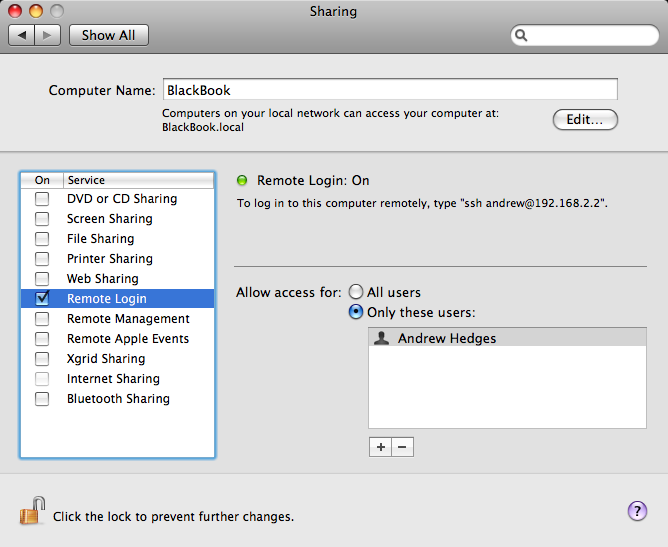 Sharing
Show All
Computer Name: BlackBook
Computers on your local network can access your computer at:
BlackBook.local
Edit...
On Service
DVD or CD Sharing
Screen Sharing
File Sharing
Printer Sharing
Web Sharing
Remote Login
Remote Management
Remote Apple Events
Xgrid Sharing
Internet Sharing
Bluetooth Sharing
Remote Login: On
To log in to this computer remotely, type "ssh andrew@192.168.2.2".
Allow access for: All users
Only these users:
Andrew Hedges
+ −
Click the lock to prevent further changes.
?